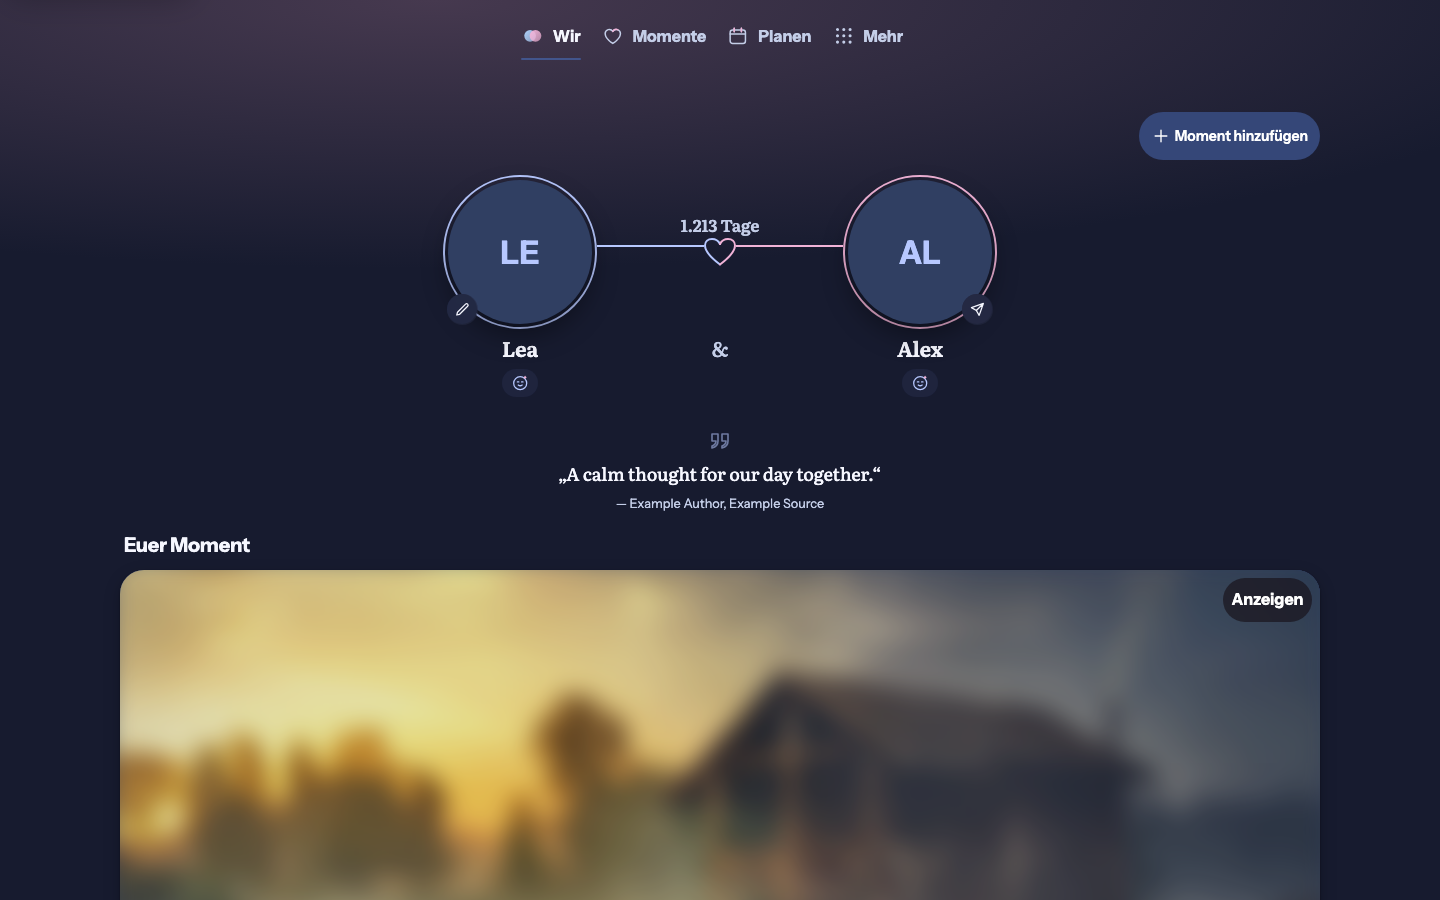 Wir
Momente
Planen
Mehr
Moment hinzufügen
LE
1.213 Tage
AL
Lea
&
Alex
„A calm thought for our day together.“
— Example Author, Example Source
Euer Moment
Anzeigen